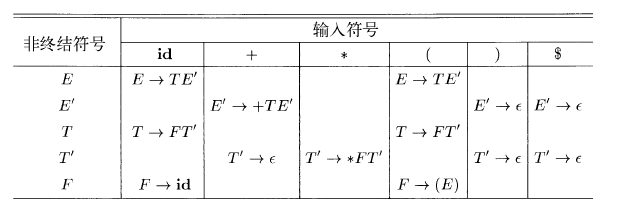 非终结符号 输入符号
id + * ( ) $
E E → TE′ E → TE′
E′ E′ → +TE′ E′ → ϵ E′ → ϵ
T T → FT′ T → FT′
T′ T′ → ϵ T′ → *FT′ T′ → ϵ T′ → ϵ
F F → id F → (E)